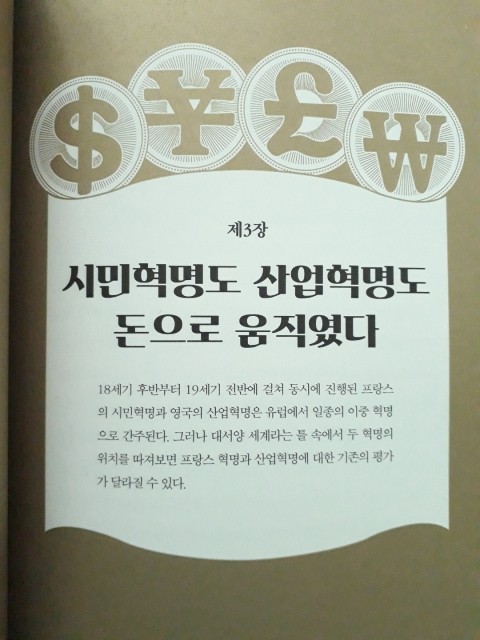 $ ¥ £ ₩
제3장
시민혁명도 산업혁명도
돈으로 움직였다
18세기 후반부터 19세기 전반에 걸쳐 동시에 진행된 프랑스
의 시민혁명과 영국의 산업혁명은 유럽에서 일종의 이중 혁명
으로 간주된다. 그러나 대서양 세계라는 틀 속에서 두 혁명의
위치를 따져보면 프랑스 혁명과 산업혁명에 대한 기존의 평가
가 달라질 수 있다.